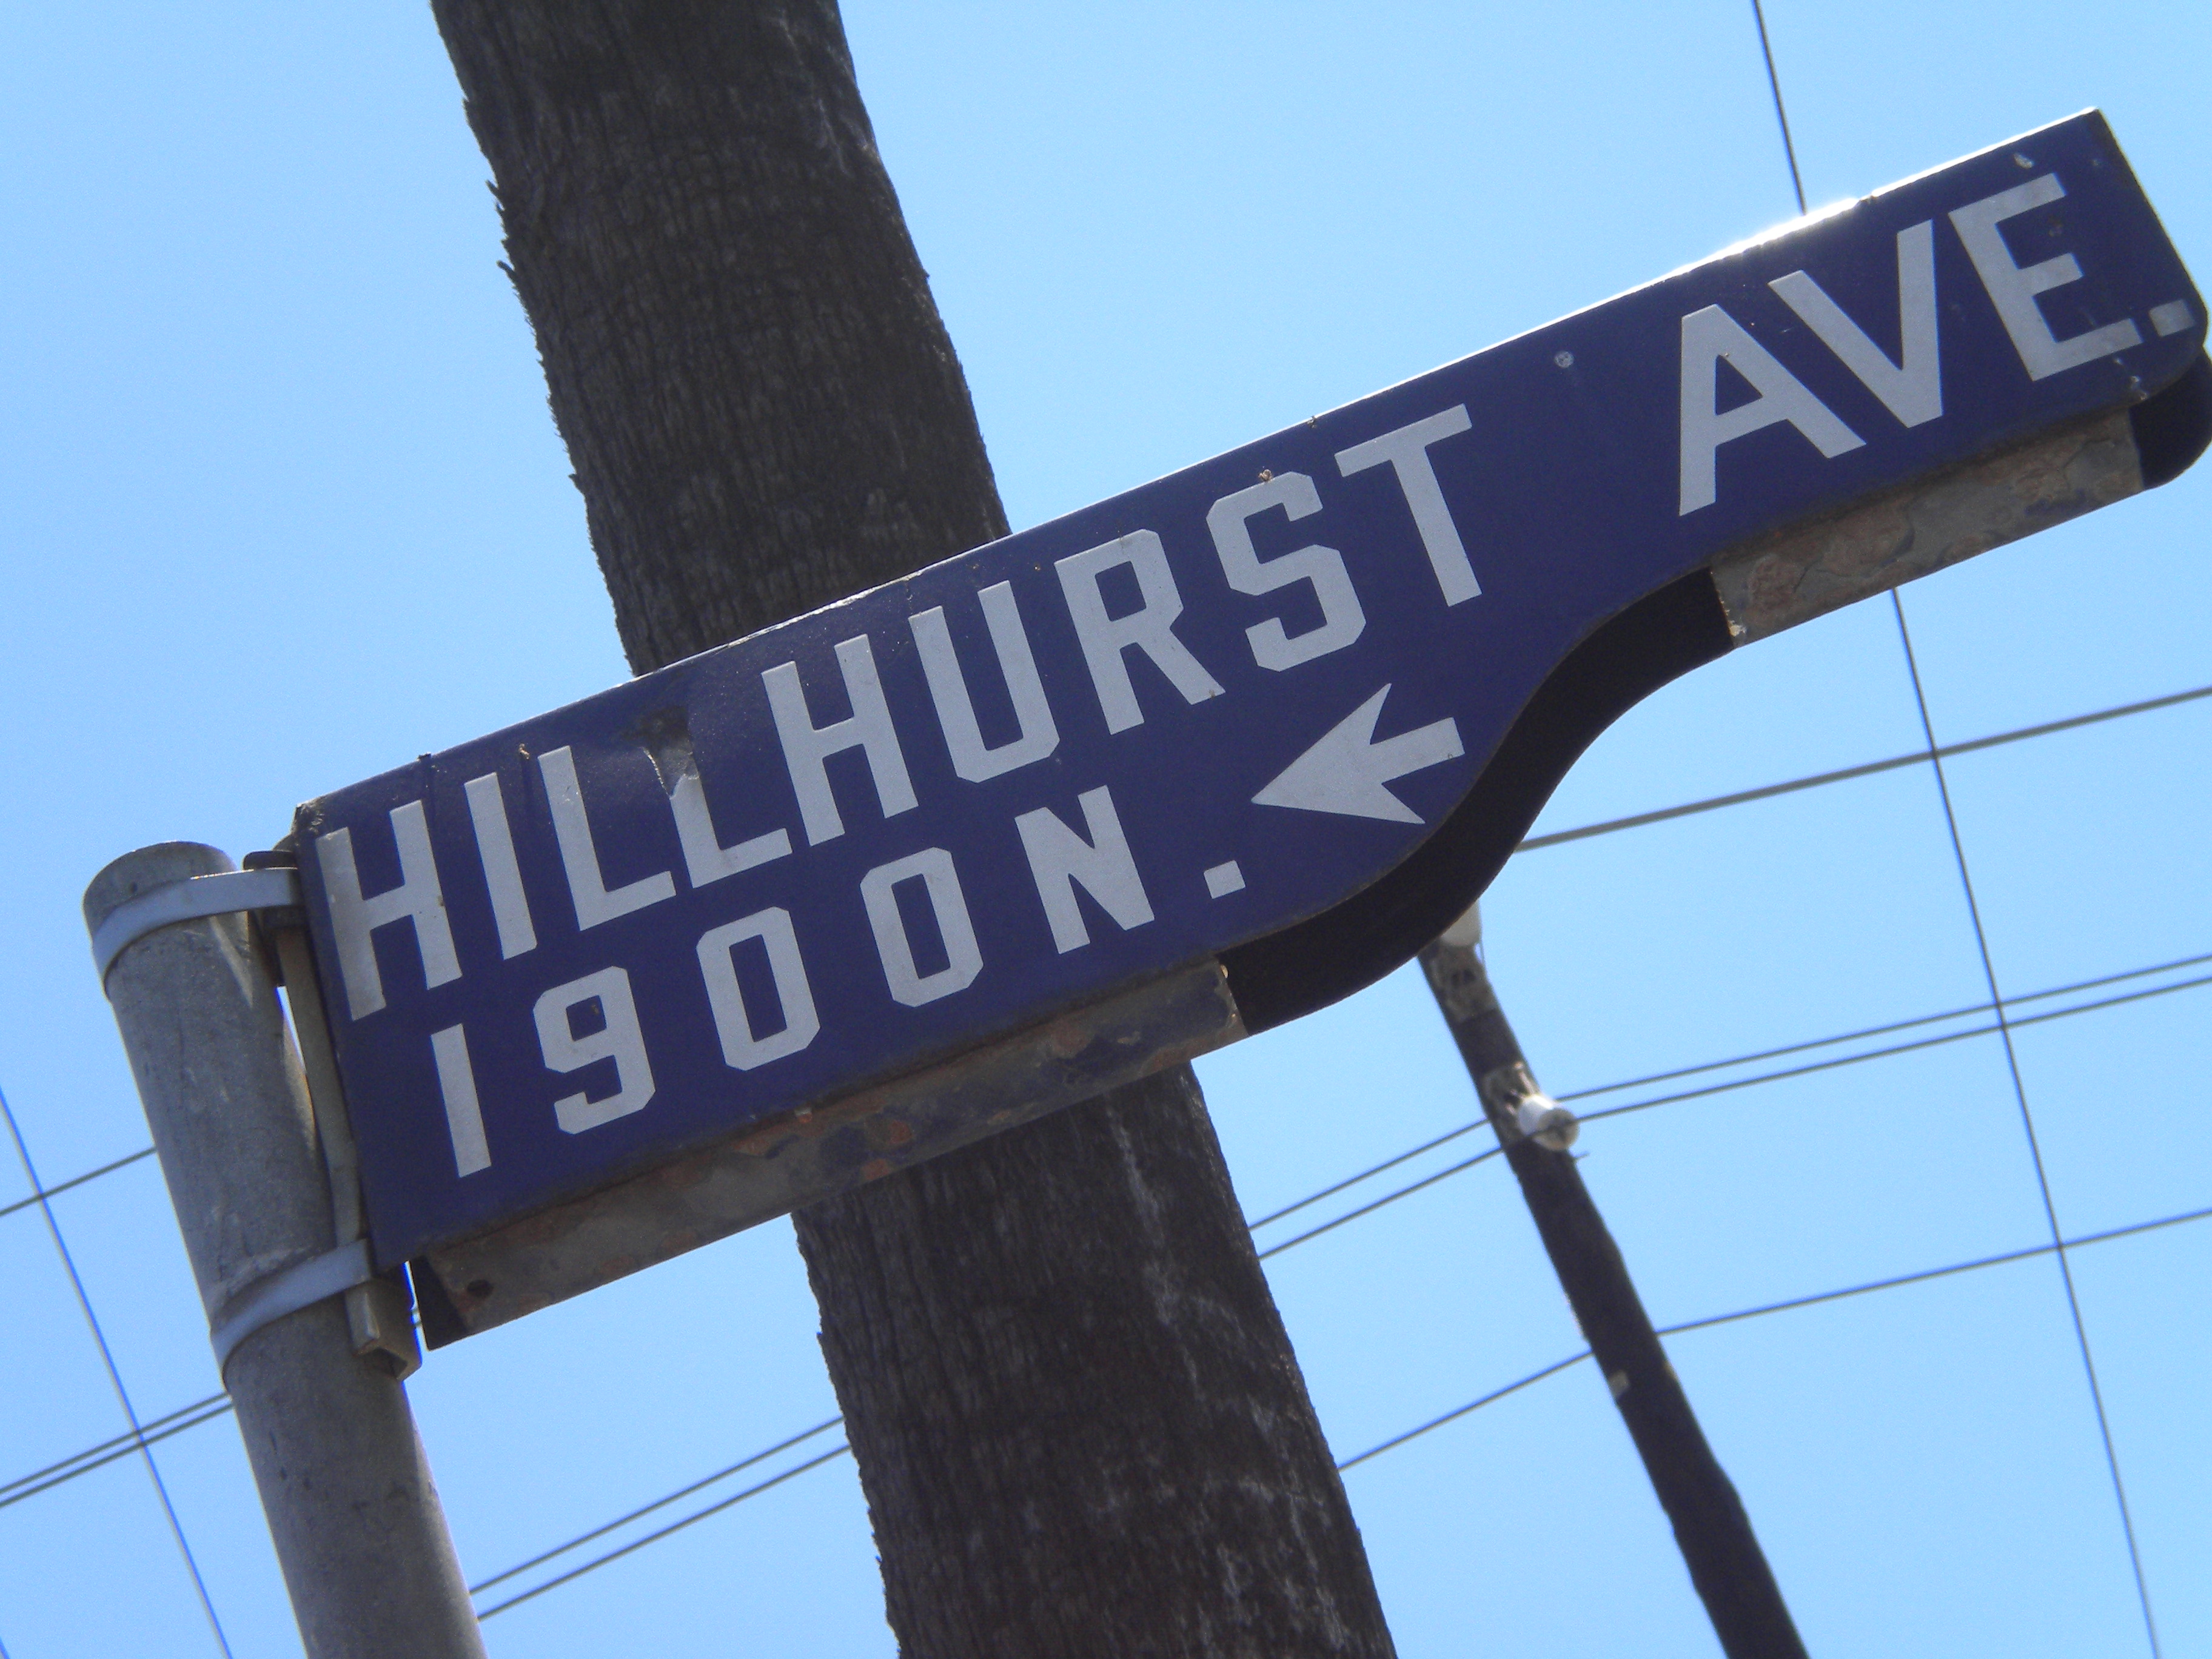 HILLHURST AVE.
1900 N. ←